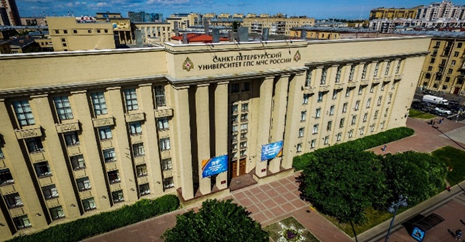 САНКТ-ПЕТЕРБУРГСКИЙ
УНИВЕРСИТЕТ ГПС МЧС РОССИИ